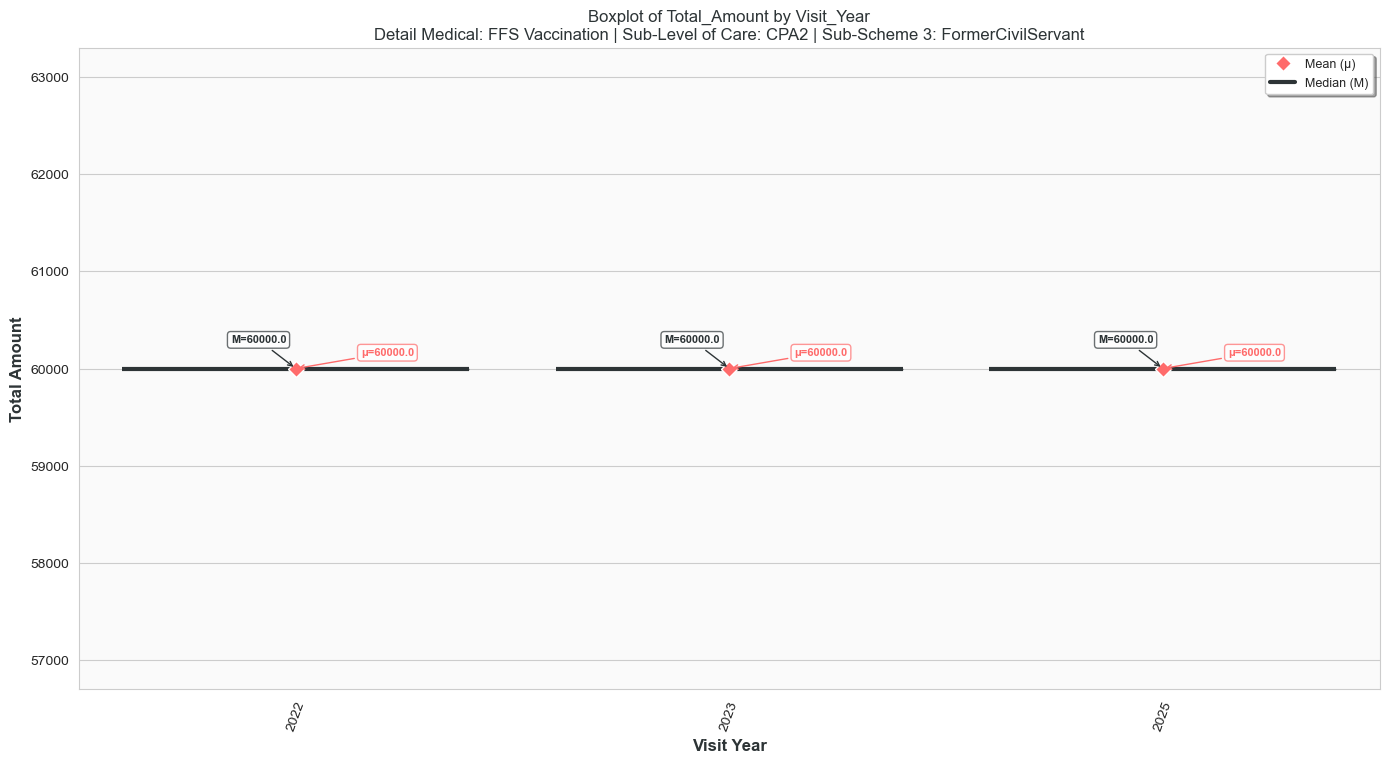 Boxplot of Total_Amount by Visit_Year
Detail Medical: FFS Vaccination | Sub-Level of Care: CPA2 | Sub-Scheme 3: FormerCivilServant
Mean (μ)
Median (M)
Total Amount
63000
62000
61000
60000
59000
58000
57000
M=60000.0
μ=60000.0
M=60000.0
μ=60000.0
M=60000.0
μ=60000.0
2022
2023
2025
Visit Year